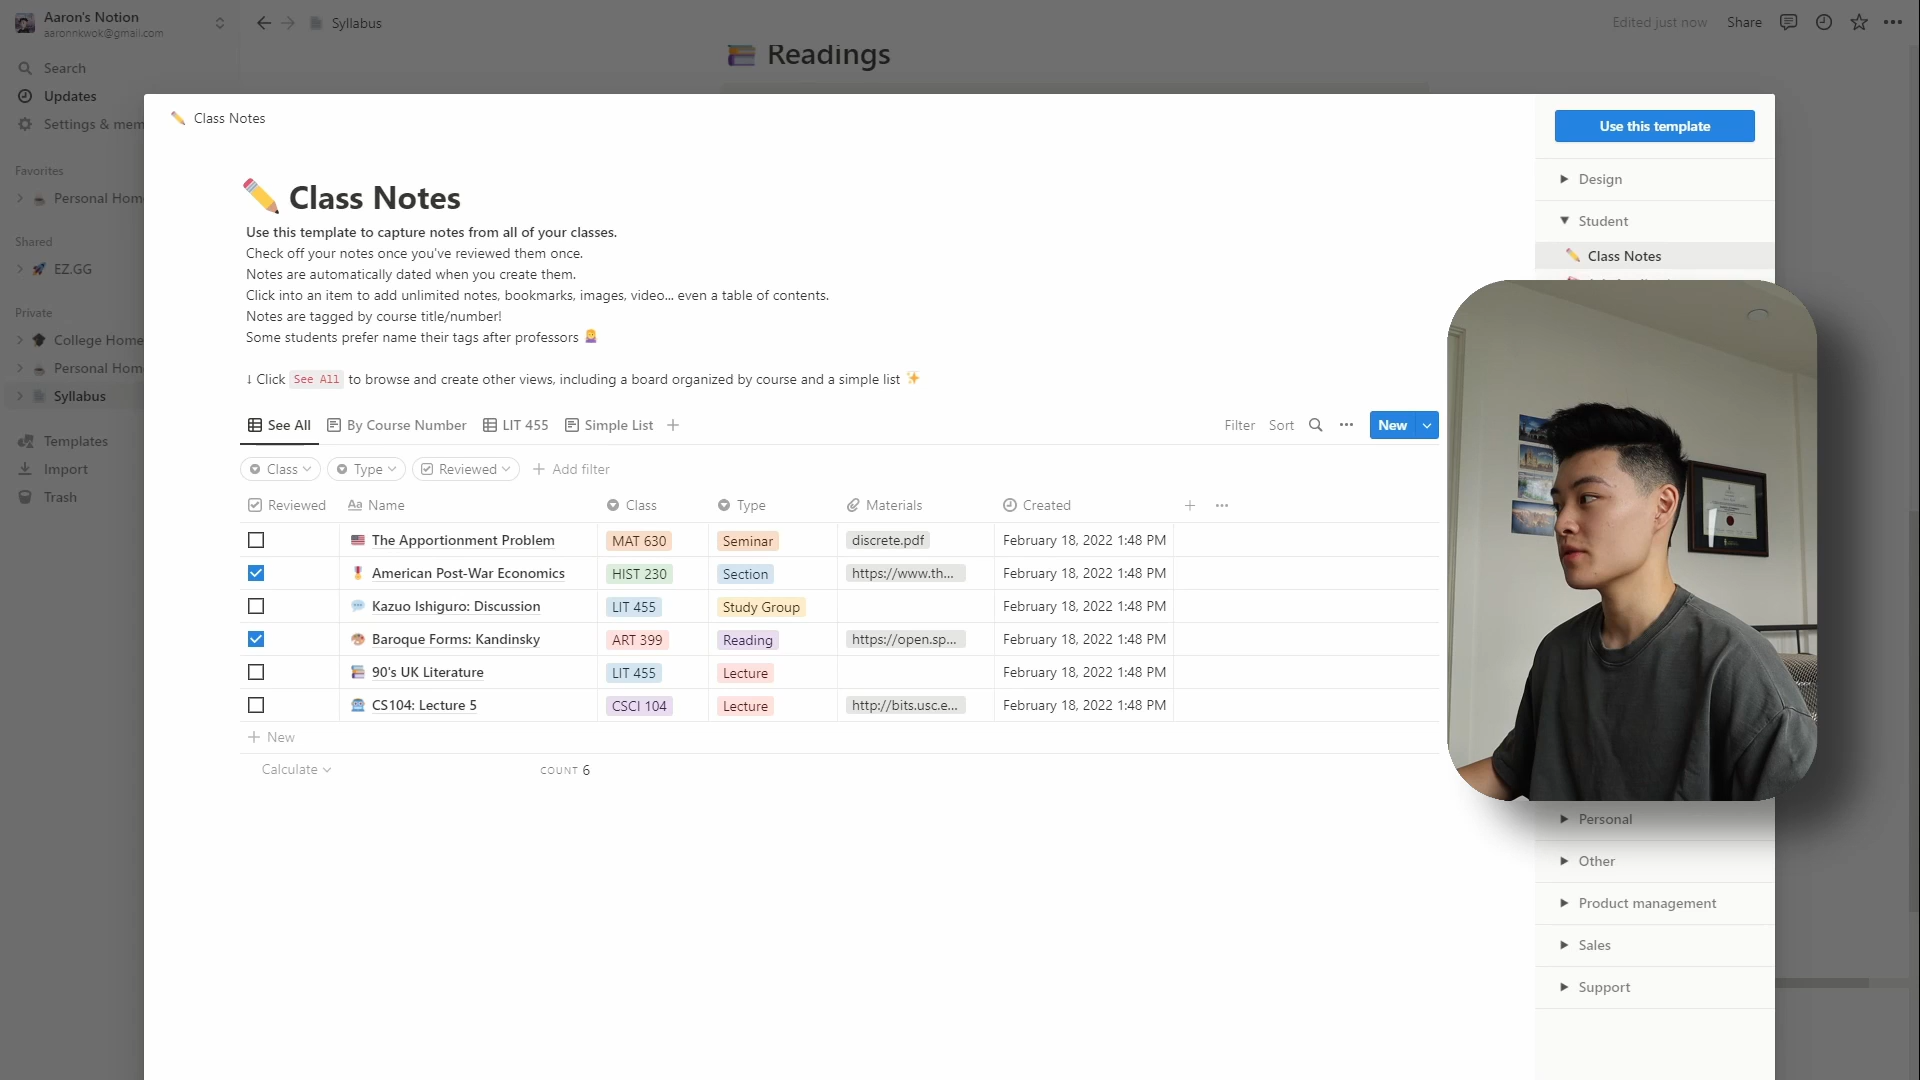 Aaron's Notion
aaronnkwok@gmail.com
Syllabus
Edited just now
Share
Search
Updates
Settings & mem
Favorites
Personal Hom
Shared
EZ.GG
Private
College Home
Personal Hom
Syllabus
Templates
Import
Trash
Readings
Class Notes
Class Notes
Use this template to capture notes from all of your classes.
Check off your notes once you've reviewed them once.
Notes are automatically dated when you create them.
Click into an item to add unlimited notes, bookmarks, images, video... even a table of contents.
Notes are tagged by course title/number!
Some students prefer name their tags after professors
↓ Click See All to browse and create other views, including a board organized by course and a simple list
See All By Course Number LIT 455 Simple List
Filter Sort New
Class Type Reviewed Add filter
Reviewed Aa Name Class Type Materials Created
The Apportionment Problem MAT 630 Seminar discrete.pdf February 18, 2022 1:48 PM
American Post-War Economics HIST 230 Section https://www.th... February 18, 2022 1:48 PM
Kazuo Ishiguro: Discussion LIT 455 Study Group February 18, 2022 1:48 PM
Baroque Forms: Kandinsky ART 399 Reading https://open.sp... February 18, 2022 1:48 PM
90's UK Literature LIT 455 Lecture February 18, 2022 1:48 PM
CS104: Lecture 5 CSCI 104 Lecture http://bits.usc.e... February 18, 2022 1:48 PM
New
Calculate COUNT 6
Use this template
Design
Student
Class Notes
Personal
Other
Product management
Sales
Support